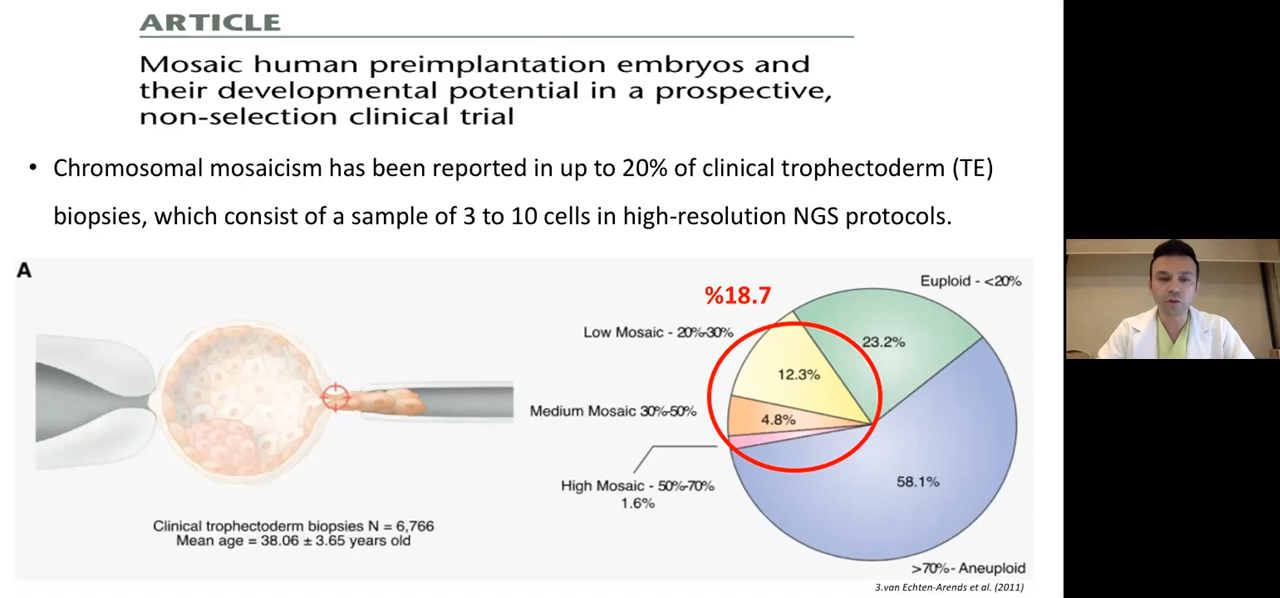 ARTICLE
Mosaic human preimplantation embryos and
their developmental potential in a prospective,
non-selection clinical trial
• Chromosomal mosaicism has been reported in up to 20% of clinical trophectoderm (TE)
biopsies, which consist of a sample of 3 to 10 cells in high-resolution NGS protocols.
A
%18.7
Euploid - <20%
Low Mosaic - 20%-30%
23.2%
12.3%
Medium Mosaic 30%-50%
4.8%
58.1%
High Mosaic - 50%-70%
1.6%
Clinical trophectoderm biopsies N = 6,766
Mean age = 38.06 ± 3.65 years old
>70%- Aneuploid
3.van Echten-Arends et al. (2011)